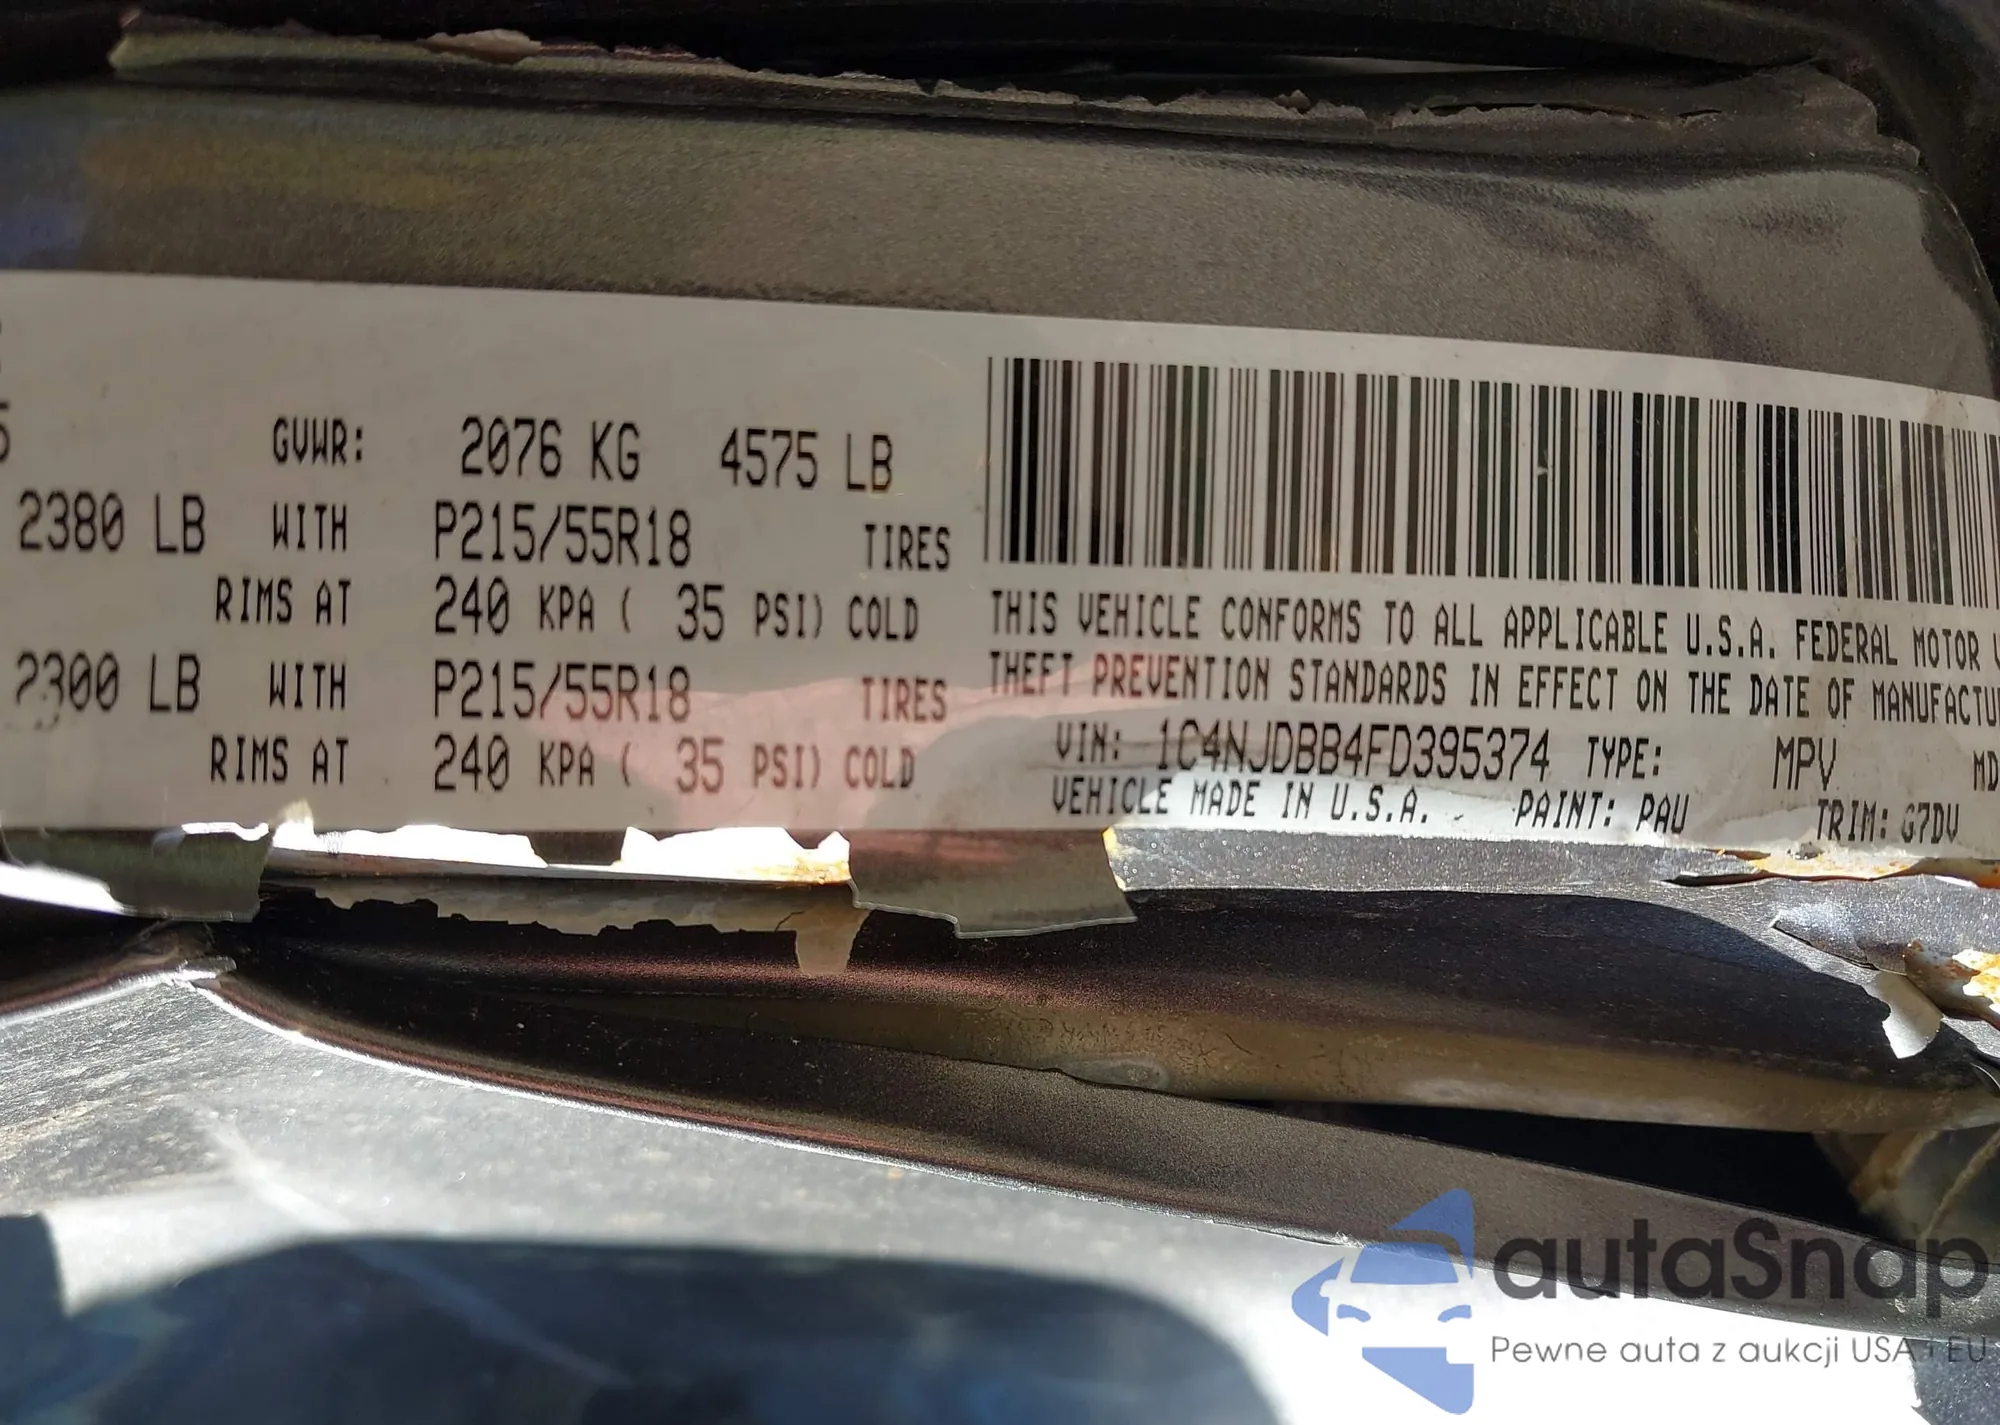 GVWR: 2076 KG 4575 LB
2380 LB WITH P215/55R18 TIRES
RIMS AT 240 KPA ( 35 PSI) COLD
2300 LB WITH P215/55R18 TIRES
RIMS AT 240 KPA ( 35 PSI) COLD
THIS VEHICLE CONFORMS TO ALL APPLICABLE U.S.A. FEDERAL MOTOR V
THEFT PREVENTION STANDARDS IN EFFECT ON THE DATE OF MANUFACTU
VIN: 1C4NJDBB4FD395374 TYPE: MPV MD
VEHICLE MADE IN U.S.A. PAINT: PAU TRIM: G7DV
autaSnap
Pewne auta z aukcji USA i EU